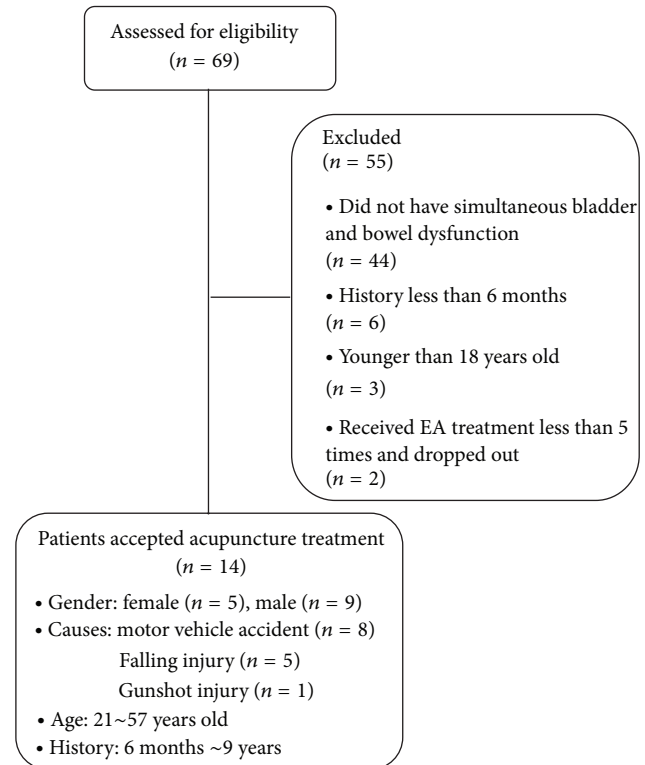 Assessed for eligibility
(n = 69)
Excluded
(n = 55)
• Did not have simultaneous bladder
and bowel dysfunction
(n = 44)
• History less than 6 months
(n = 6)
• Younger than 18 years old
(n = 3)
• Received EA treatment less than 5
times and dropped out
(n = 2)
Patients accepted acupuncture treatment
(n = 14)
• Gender: female (n = 5), male (n = 9)
• Causes: motor vehicle accident (n = 8)
Falling injury (n = 5)
Gunshot injury (n = 1)
• Age: 21~57 years old
• History: 6 months ~9 years